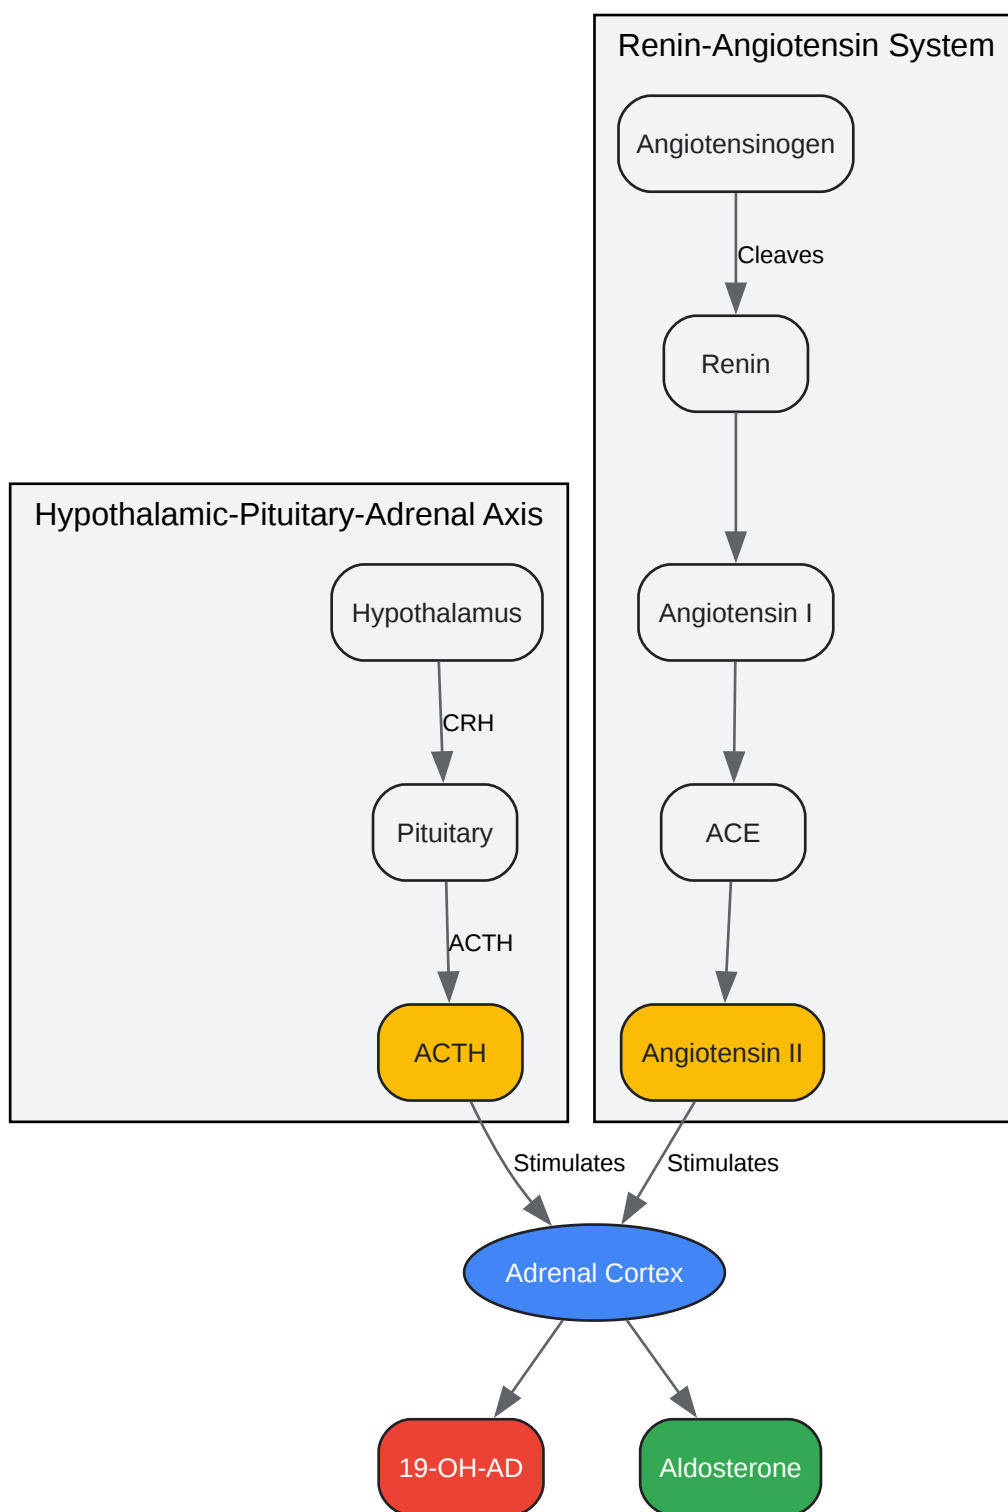 Renin-Angiotensin System
Angiotensinogen
Cleaves
Renin
Hypothalamic-Pituitary-Adrenal Axis
Hypothalamus
Angiotensin I
CRH
Pituitary
ACE
ACTH
ACTH
Angiotensin II
Stimulates
Stimulates
Adrenal Cortex
19-OH-AD
Aldosterone